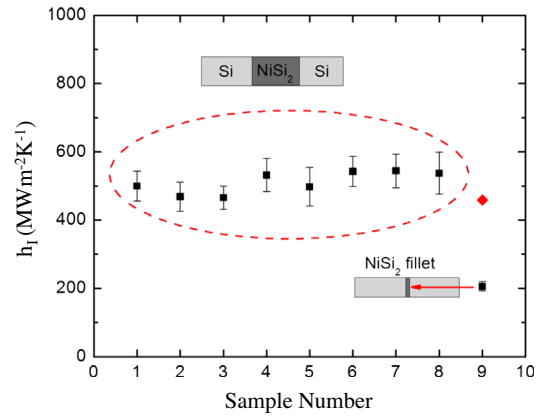 1000
800
600
400
200
0
h_I (MWm⁻²K⁻¹)
Si NiSi₂ Si
NiSi₂ fillet
0 1 2 3 4 5 6 7 8 9 10
Sample Number